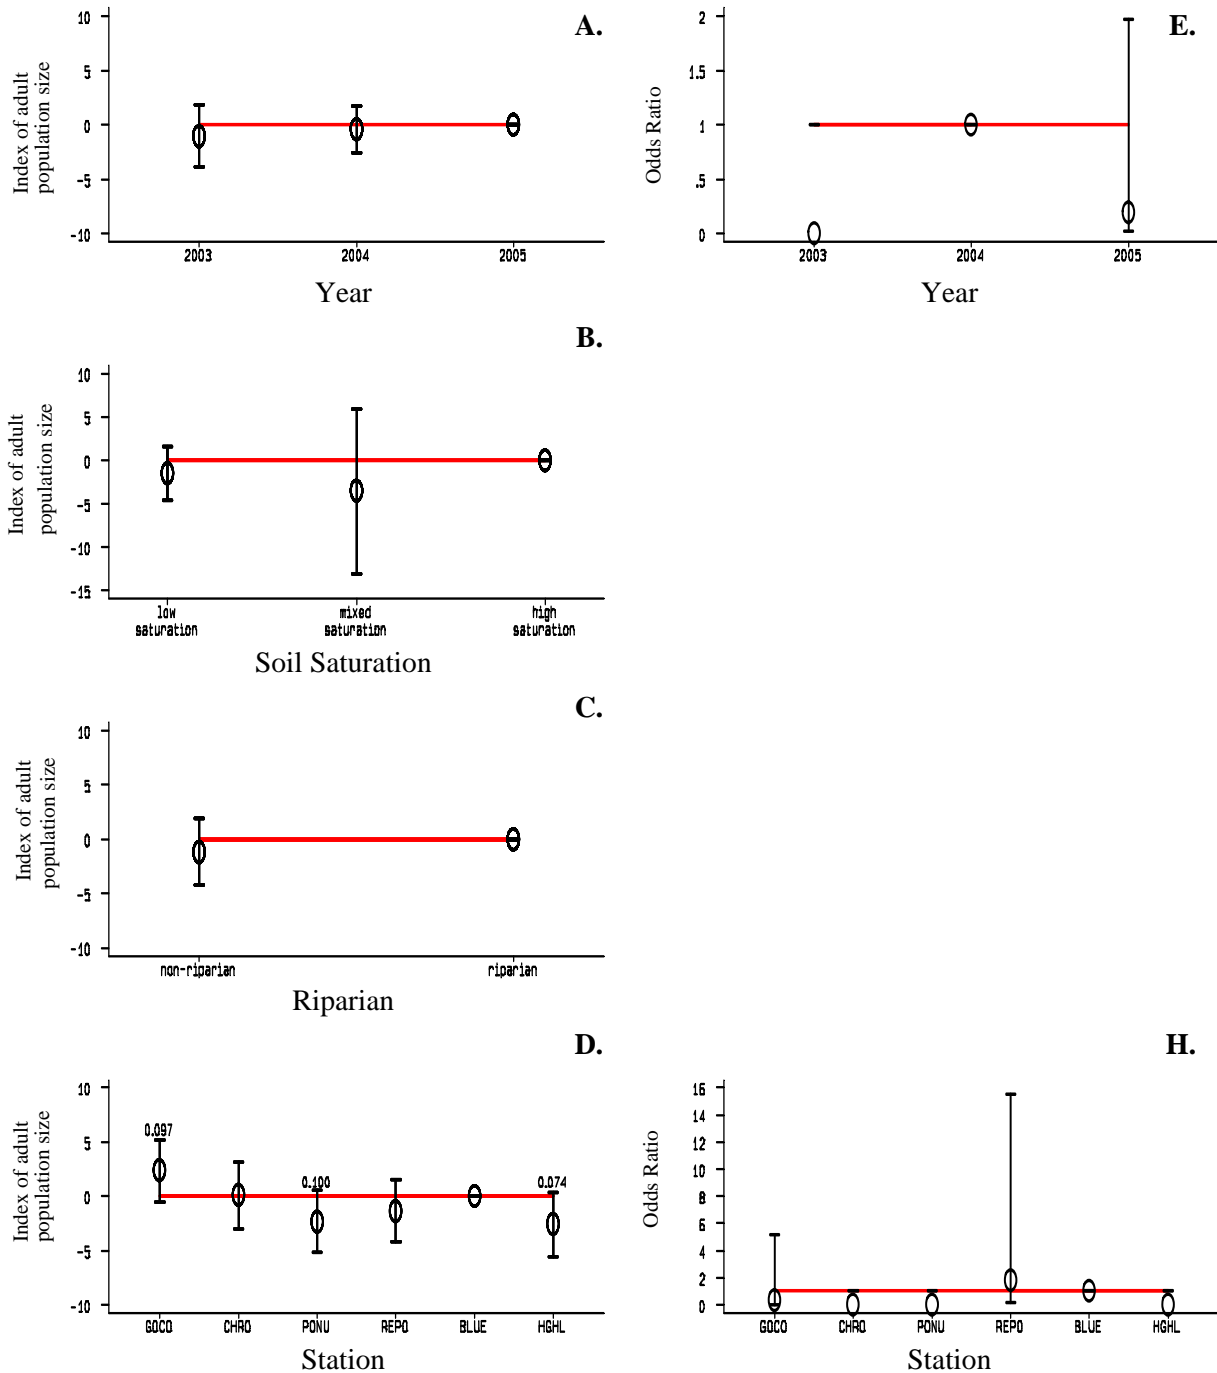 A.
Index of adult
population size
10
5
0
-5
-10
2003
2004
2005
Year
E.
Odds Ratio
2
1.5
1
.5
0
2003
2004
2005
Year
B.
Index of adult
population size
10
5
0
-5
-10
-15
low
saturation
mixed
saturation
high
saturation
Soil Saturation
C.
Index of adult
population size
10
5
0
-5
-10
non-riparian
riparian
Riparian
D.
Index of adult
population size
10
5
0
-5
-10
0.097
0.100
0.074
GOCO
CHRO
PONU
REPO
BLUE
HGHL
Station
H.
Odds Ratio
16
14
12
10
8
6
4
2
0
GOCO
CHRO
PONU
REPO
BLUE
HGHL
Station